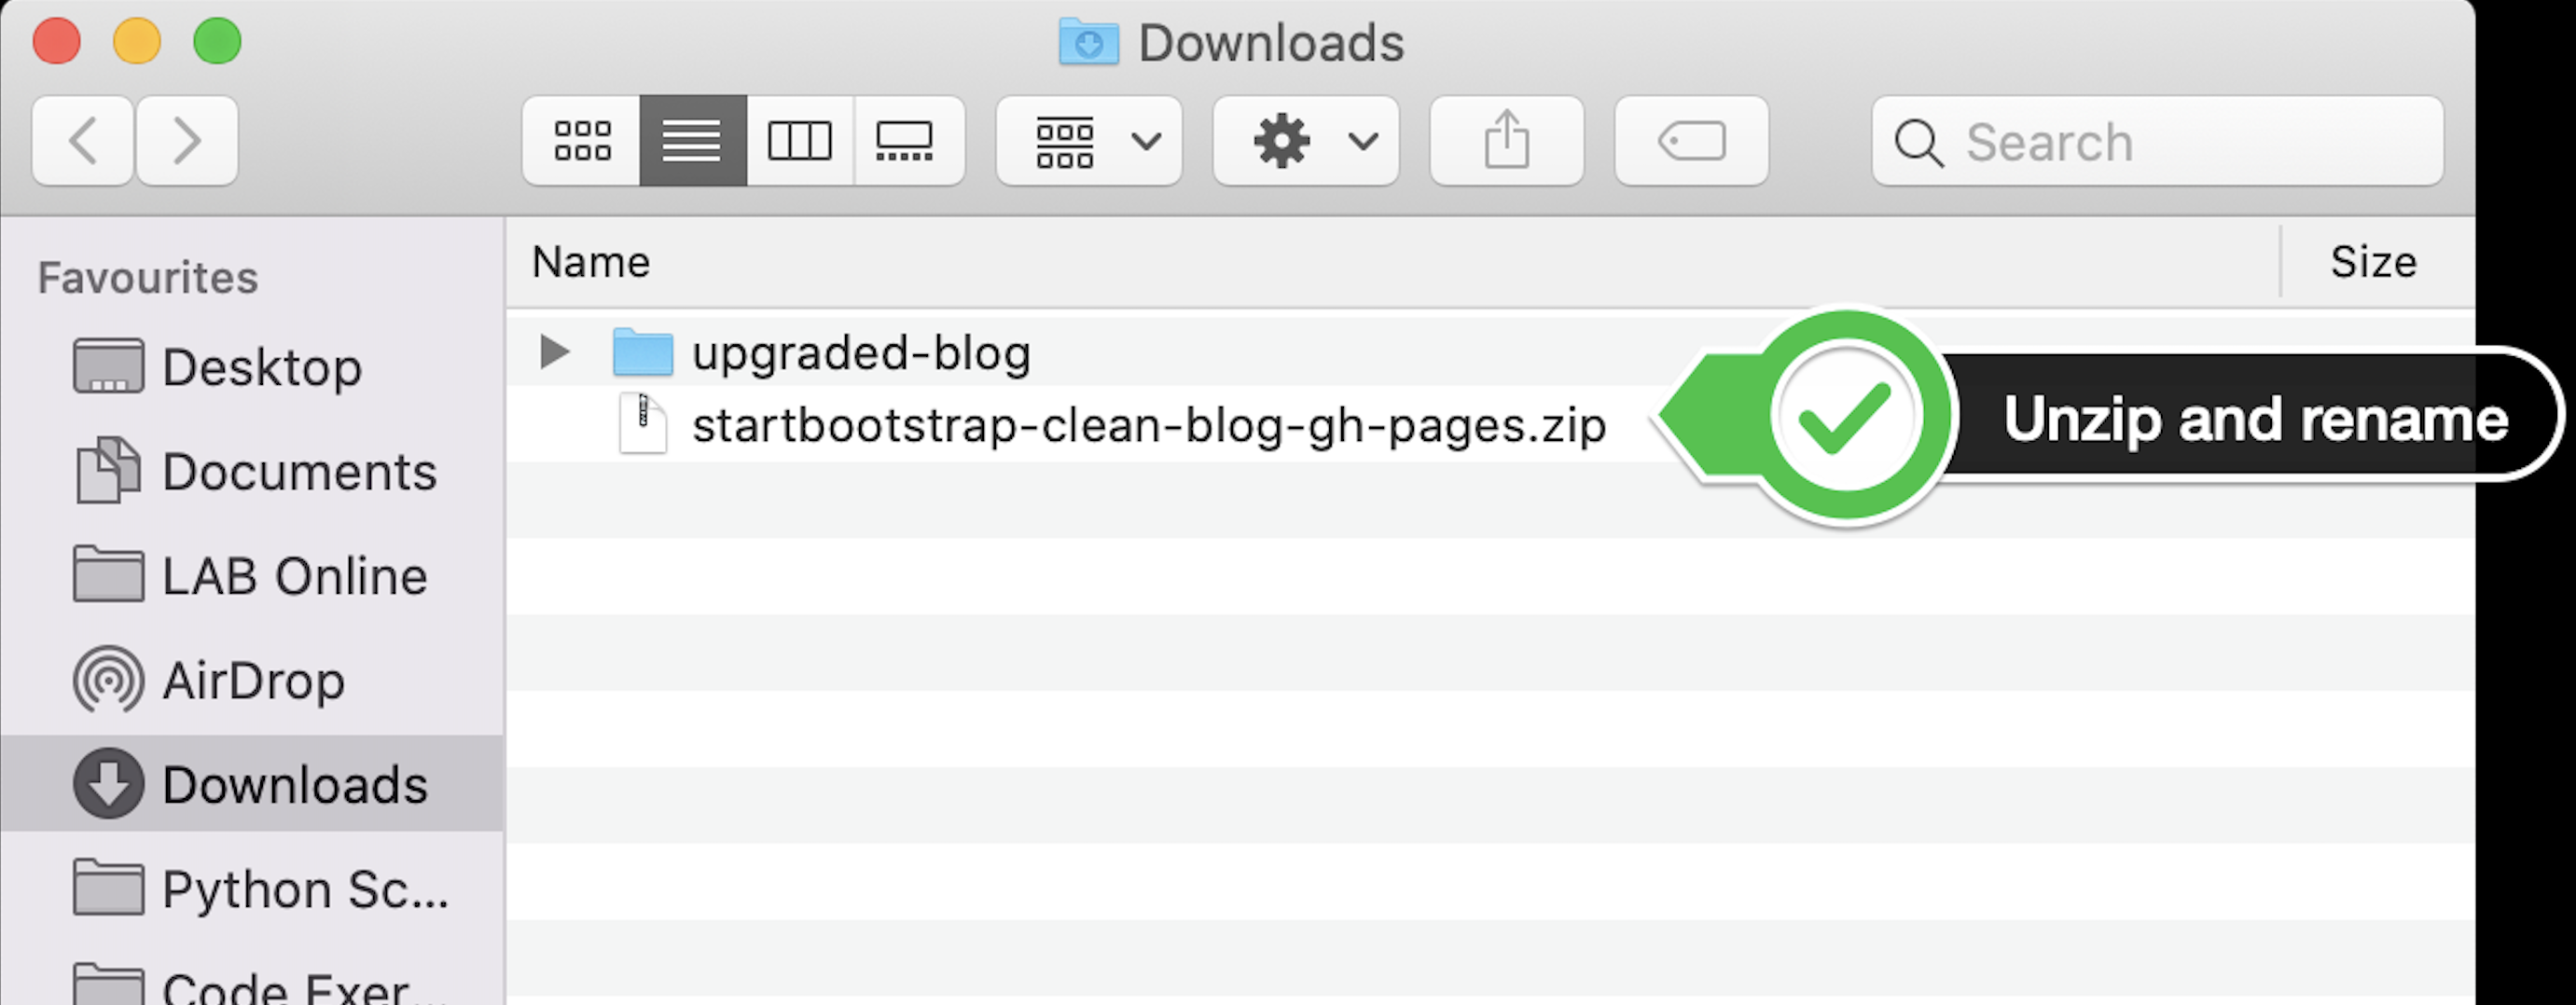 Downloads
Search
Favourites
Desktop
Documents
LAB Online
AirDrop
Downloads
Python Sc...
Code Exer...
Name
Size
upgraded-blog
startbootstrap-clean-blog-gh-pages.zip
Unzip and rename